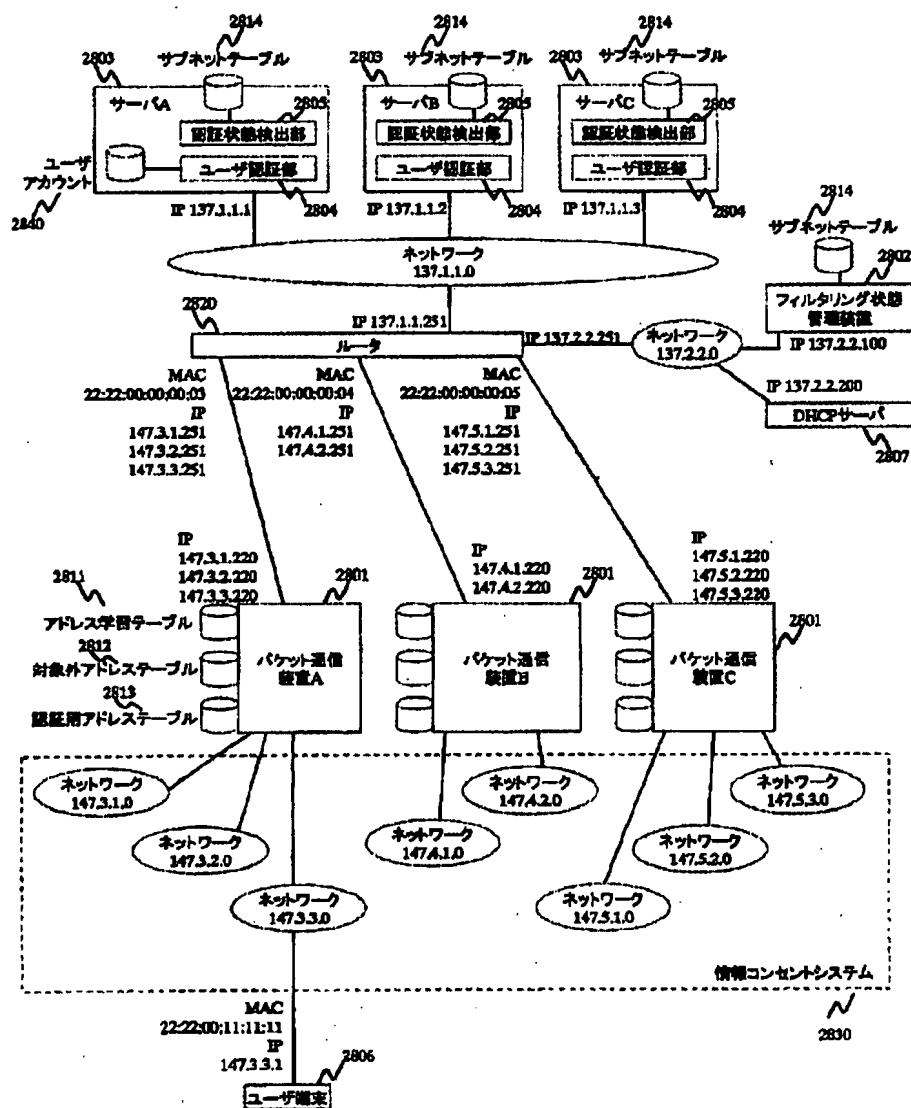 2814
2814
2814
2803
サブネットテーブル
2803
サブネットテーブル
2803
サブネットテーブル
サーバA
2805
サーバB
2805
サーバC
2805
認証状態検出部
認証状態検出部
認証状態検出部
ユーザ認証部
ユーザ認証部
ユーザ認証部
ユーザ
アカウント
2840
2804
2804
2804
IP 137.1.1.1
IP 137.1.1.2
IP 137.1.1.3
2814
サブネットテーブル
2802
フィルタリング状態
管理装置
IP 137.2.2.100
ネットワーク
137.1.1.0
2820
IP 137.1.1.251
ルータ
IP 137.2.2.251
ネットワーク
137.2.2.0
IP 137.2.2.200
DHCPサーバ
2807
MAC
22:22:00:00:00:03
IP
147.3.1.251
147.3.2.251
147.3.3.251
MAC
22:22:00:00:00:04
IP
147.4.1.251
147.4.2.251
MAC
22:22:00:00:00:05
IP
147.5.1.251
147.5.2.251
147.5.3.251
IP
147.3.1.220
147.3.2.220
147.3.3.220
2801
IP
147.4.1.220
147.4.2.220
2801
IP
147.5.1.220
147.5.2.220
147.5.3.220
2801
2811
アドレス学習テーブル
2812
対象外アドレステーブル
2813
認証用アドレステーブル
パケット通信
装置A
パケット通信
装置B
パケット通信
装置C
ネットワーク
147.3.1.0
ネットワーク
147.3.2.0
ネットワーク
147.3.3.0
ネットワーク
147.4.1.0
ネットワーク
147.4.2.0
ネットワーク
147.5.1.0
ネットワーク
147.5.2.0
ネットワーク
147.5.3.0
情報コンセントシステム
2830
MAC
22:22:00:11:11:11
IP
147.3.3.1
2806
ユーザ端末